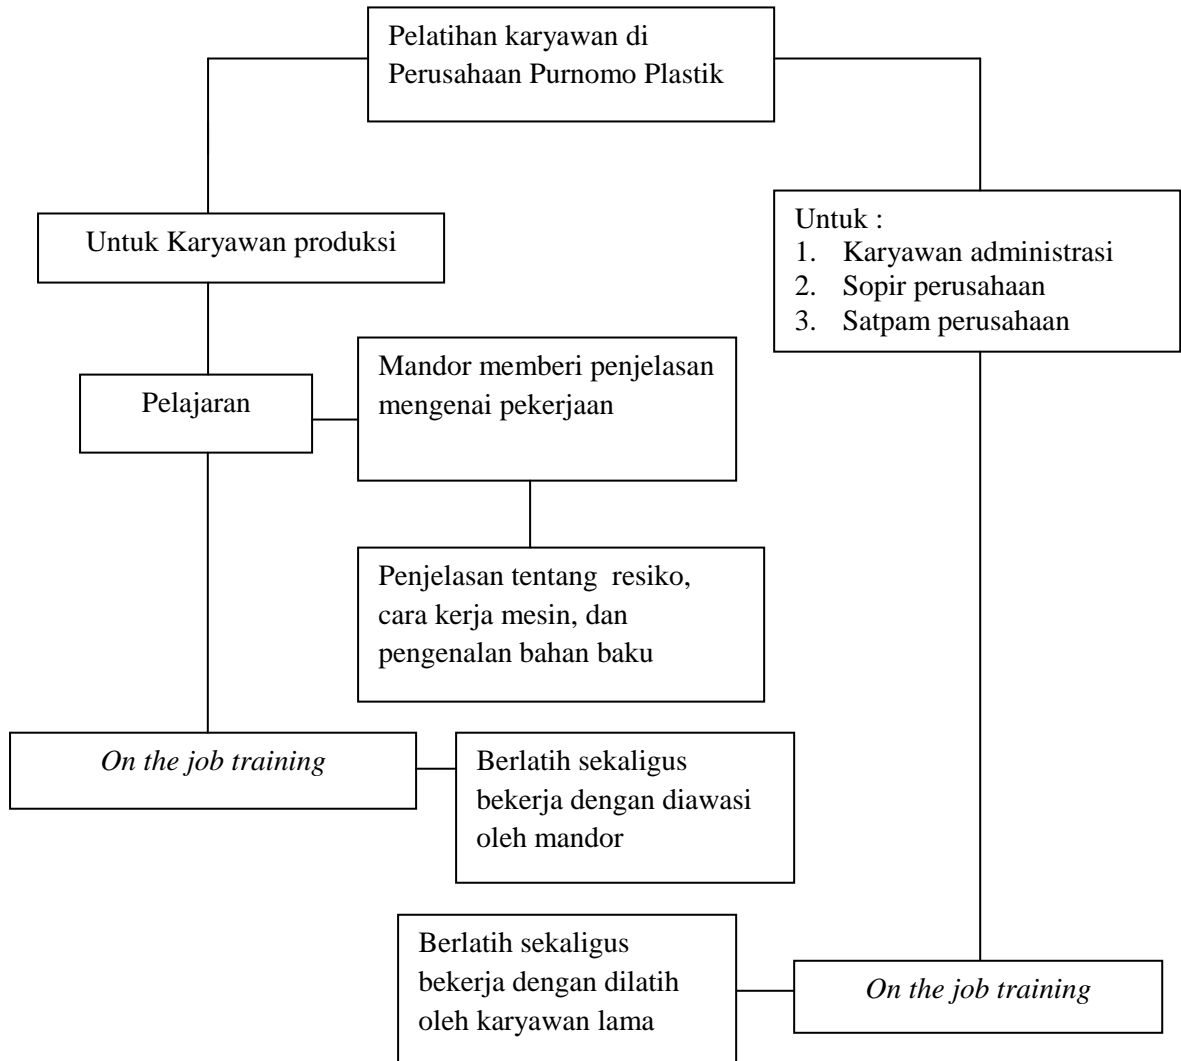 Pelatihan karyawan di
Perusahaan Purnomo Plastik
Untuk Karyawan produksi
Untuk :
1. Karyawan administrasi
2. Sopir perusahaan
3. Satpam perusahaan
Pelajaran
Mandor memberi penjelasan
mengenai pekerjaan
Penjelasan tentang resiko,
cara kerja mesin, dan
pengenalan bahan baku
On the job training
Berlatih sekaligus
bekerja dengan diawasi
oleh mandor
Berlatih sekaligus
bekerja dengan dilatih
oleh karyawan lama
On the job training